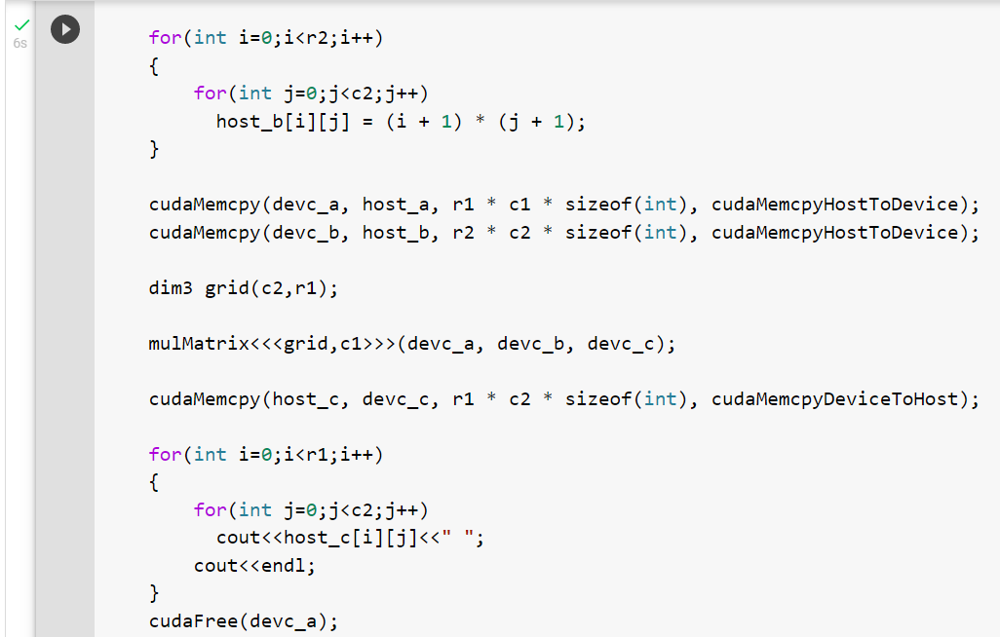 for(int i=0;i<r2;i++)
{
for(int j=0;j<c2;j++)
host_b[i][j] = (i + 1) * (j + 1);
}
cudaMemcpy(devc_a, host_a, r1 * c1 * sizeof(int), cudaMemcpyHostToDevice);
cudaMemcpy(devc_b, host_b, r2 * c2 * sizeof(int), cudaMemcpyHostToDevice);
dim3 grid(c2,r1);
mulMatrix<<<grid,c1>>>(devc_a, devc_b, devc_c);
cudaMemcpy(host_c, devc_c, r1 * c2 * sizeof(int), cudaMemcpyDeviceToHost);
for(int i=0;i<r1;i++)
{
for(int j=0;j<c2;j++)
cout<<host_c[i][j]<<" ";
cout<<endl;
}
cudaFree(devc_a);
6s